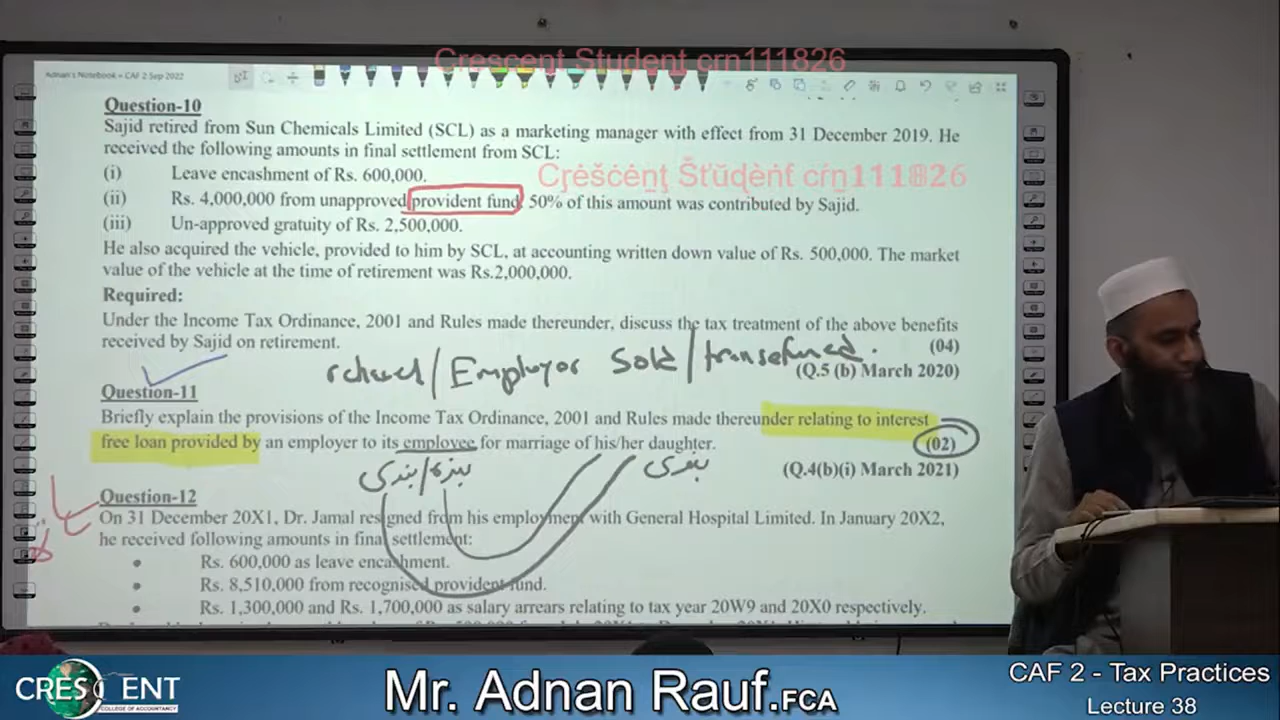 Crescent Student crn111826
Adnan's Notebook » CAF 2 Sep 2022
Question-10
Sajid retired from Sun Chemicals Limited (SCL) as a marketing manager with effect from 31 December 2019. He
received the following amounts in final settlement from SCL:
(i) Leave encashment of Rs. 600,000.
Çŗėšċėņţ Šťŭḍèńť cŕņ111826
(ii) Rs. 4,000,000 from unapproved provident fund. 50% of this amount was contributed by Sajid.
(iii) Un-approved gratuity of Rs. 2,500,000.
He also acquired the vehicle, provided to him by SCL, at accounting written down value of Rs. 500,000. The market
value of the vehicle at the time of retirement was Rs.2,000,000.
Required:
Under the Income Tax Ordinance, 2001 and Rules made thereunder, discuss the tax treatment of the above benefits
received by Sajid on retirement. (04)
Employer Sold/
(Q.5 (b) March 2020)
Question-11
Briefly explain the provisions of the Income Tax Ordinance, 2001 and Rules made thereunder relating to interest
free loan provided by an employer to its employee for marriage of his/her daughter. (02)
(Q.4(b)(i) March 2021)
Question-12
On 31 December 20X1, Dr. Jamal resigned from his employment with General Hospital Limited. In January 20X2,
he received following amounts in final settlement:
• Rs. 600,000 as leave encashment.
• Rs. 8,510,000 from recognised provident fund.
• Rs. 1,300,000 and Rs. 1,700,000 as salary arrears relating to tax year 20W9 and 20X0 respectively.
CRESCENT
COLLEGE OF ACCOUNTANCY
Mr. Adnan Rauf.FCA
CAF 2 - Tax Practices
Lecture 38